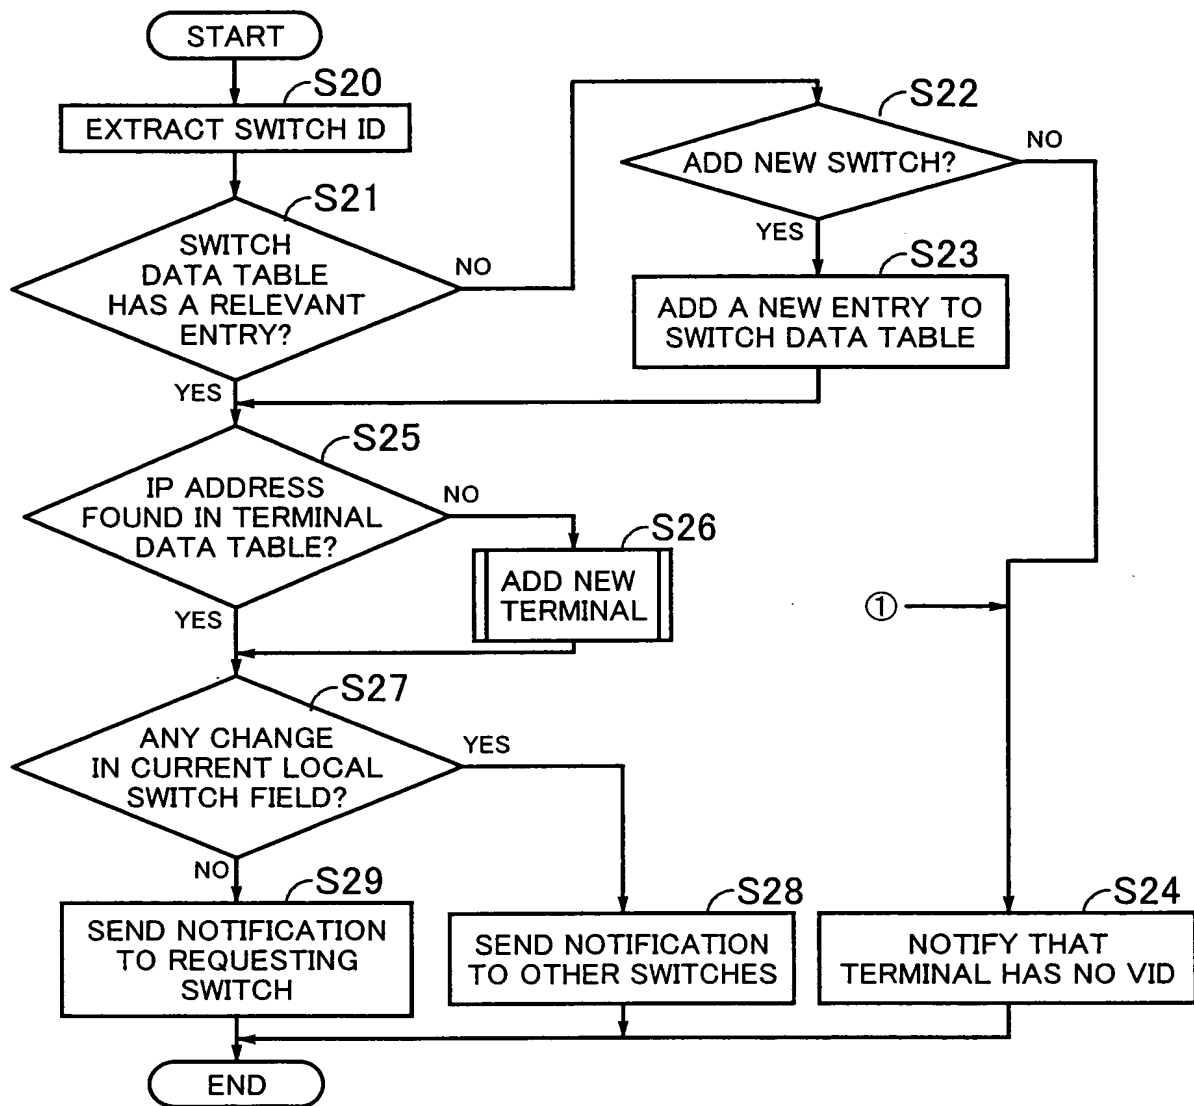 START
S20
EXTRACT SWITCH ID
S21
SWITCH
DATA TABLE
HAS A RELEVANT
ENTRY?
NO
YES
S22
ADD NEW SWITCH?
NO
YES
S23
ADD A NEW ENTRY TO
SWITCH DATA TABLE
S25
IP ADDRESS
FOUND IN TERMINAL
DATA TABLE?
NO
YES
S26
ADD NEW
TERMINAL
①
S27
ANY CHANGE
IN CURRENT LOCAL
SWITCH FIELD?
YES
NO
S29
SEND NOTIFICATION
TO REQUESTING
SWITCH
S28
SEND NOTIFICATION
TO OTHER SWITCHES
S24
NOTIFY THAT
TERMINAL HAS NO VID
END